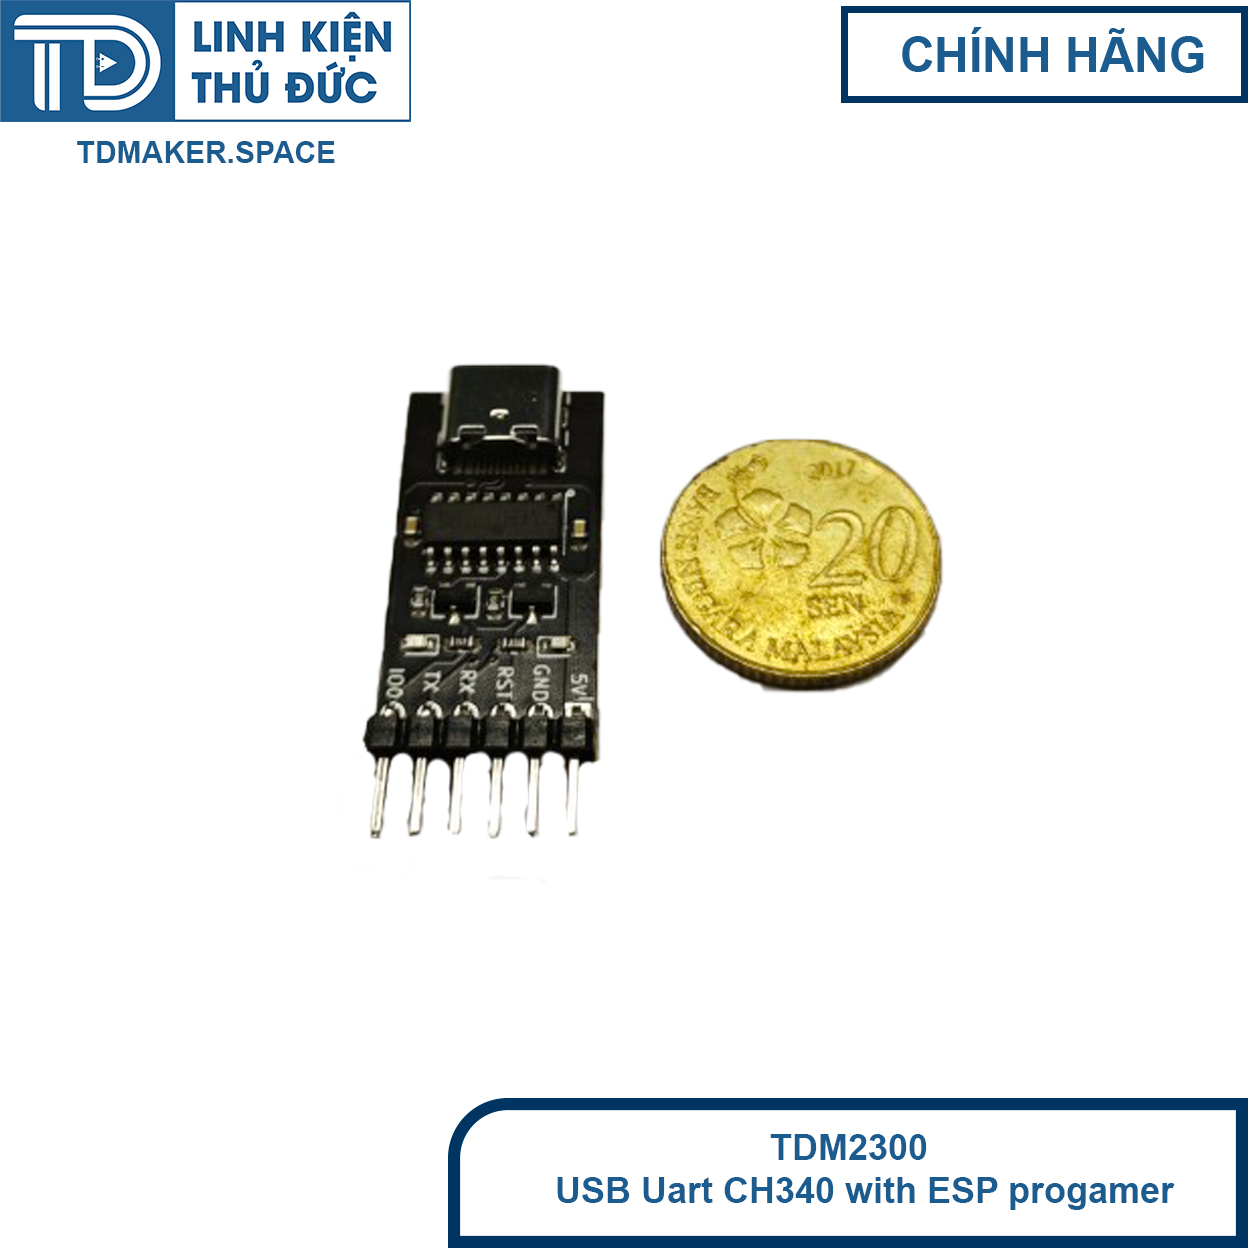 TD
LINH KIỆN
THỦ ĐỨC
TDMAKER.SPACE
CHÍNH HÃNG
IO0
TX
RX
RST
GND
5V
2017
20
SEN
BANK NEGARA MALAYSIA
TDM2300
USB Uart CH340 with ESP progamer